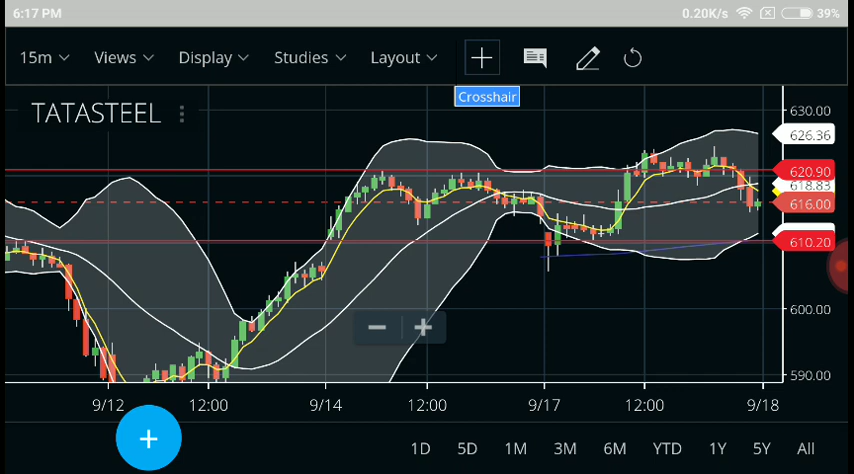 6:17 PM 0.20K/s 39%
15m Views Display Studies Layout
Crosshair
TATASTEEL
630.00
626.36
620.90
618.83
616.00
610.20
600.00
590.00
9/12 12:00 9/14 12:00 9/17 12:00 9/18
1D 5D 1M 3M 6M YTD 1Y 5Y All